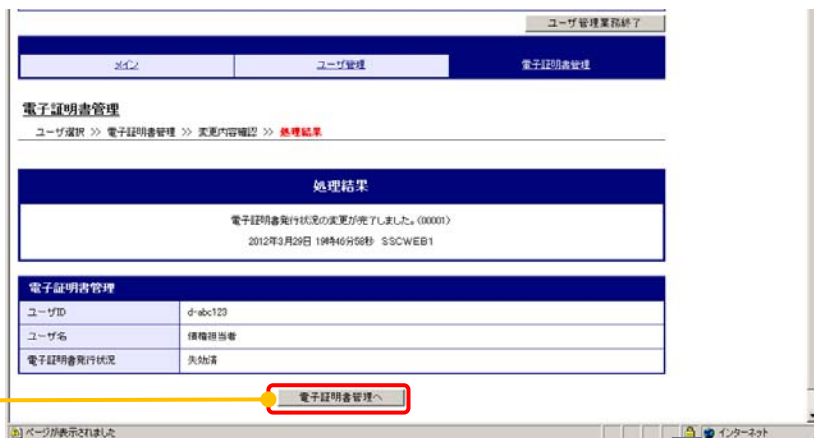 ユーザ管理業務終了
メイン ユーザ管理 電子証明書管理
電子証明書管理
ユーザ選択 >> 電子証明書管理 >> 変更内容確認 >> 処理結果
処理結果
電子証明書発行状況の変更が完了しました。(00001)
2012年3月29日 19時46分58秒 SSCWEB1
電子証明書管理
ユーザID d-abc123
ユーザ名 債権担当者
電子証明書発行状況 失効済
電子証明書管理へ
ページが表示されました インターネット